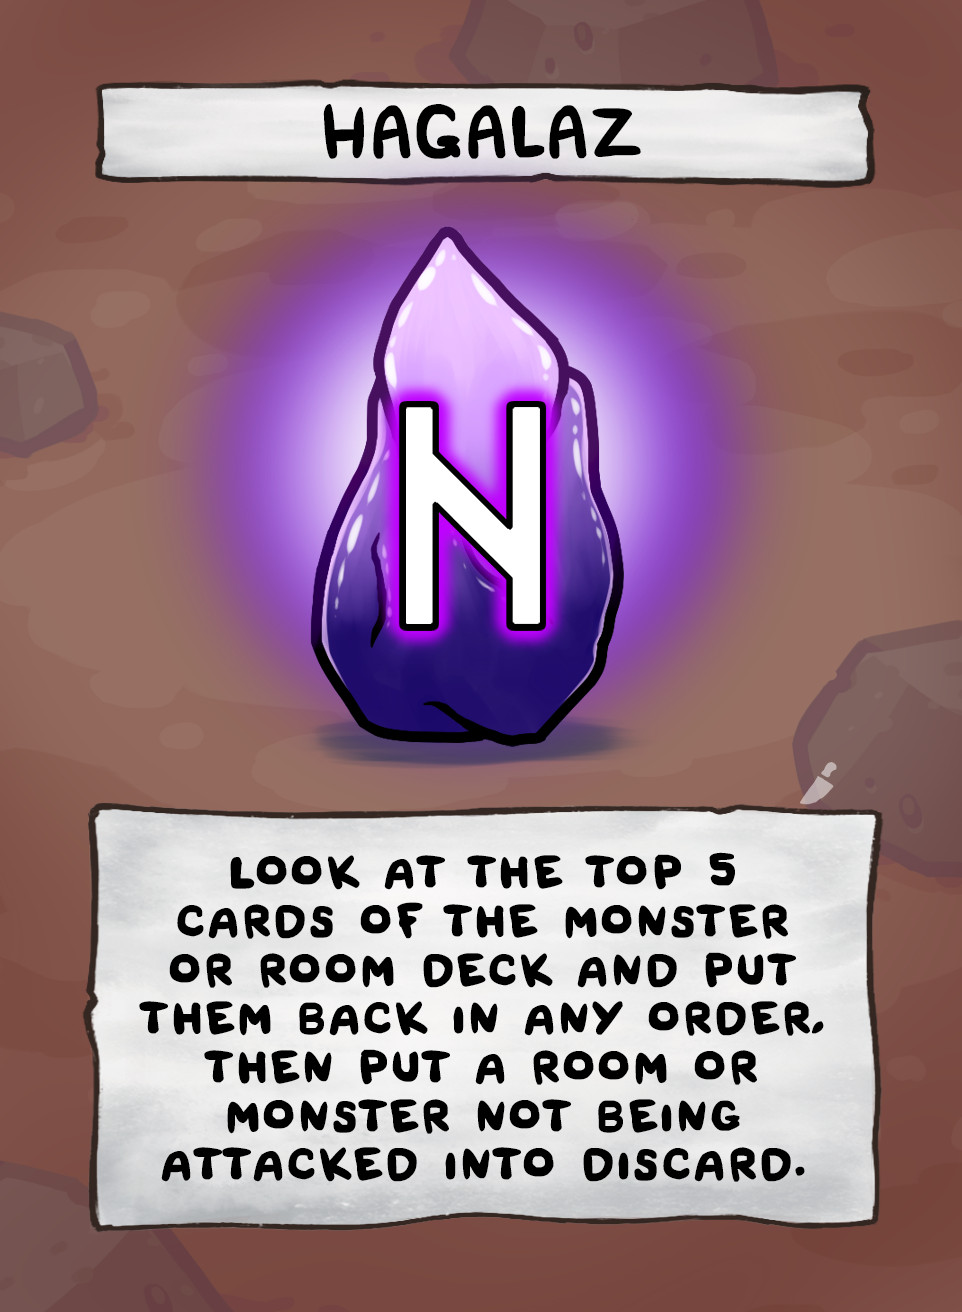 HAGALAZ
ᚺ
LOOK AT THE TOP 5
CARDS OF THE MONSTER
OR ROOM DECK AND PUT
THEM BACK IN ANY ORDER.
THEN PUT A ROOM OR
MONSTER NOT BEING
ATTACKED INTO DISCARD.